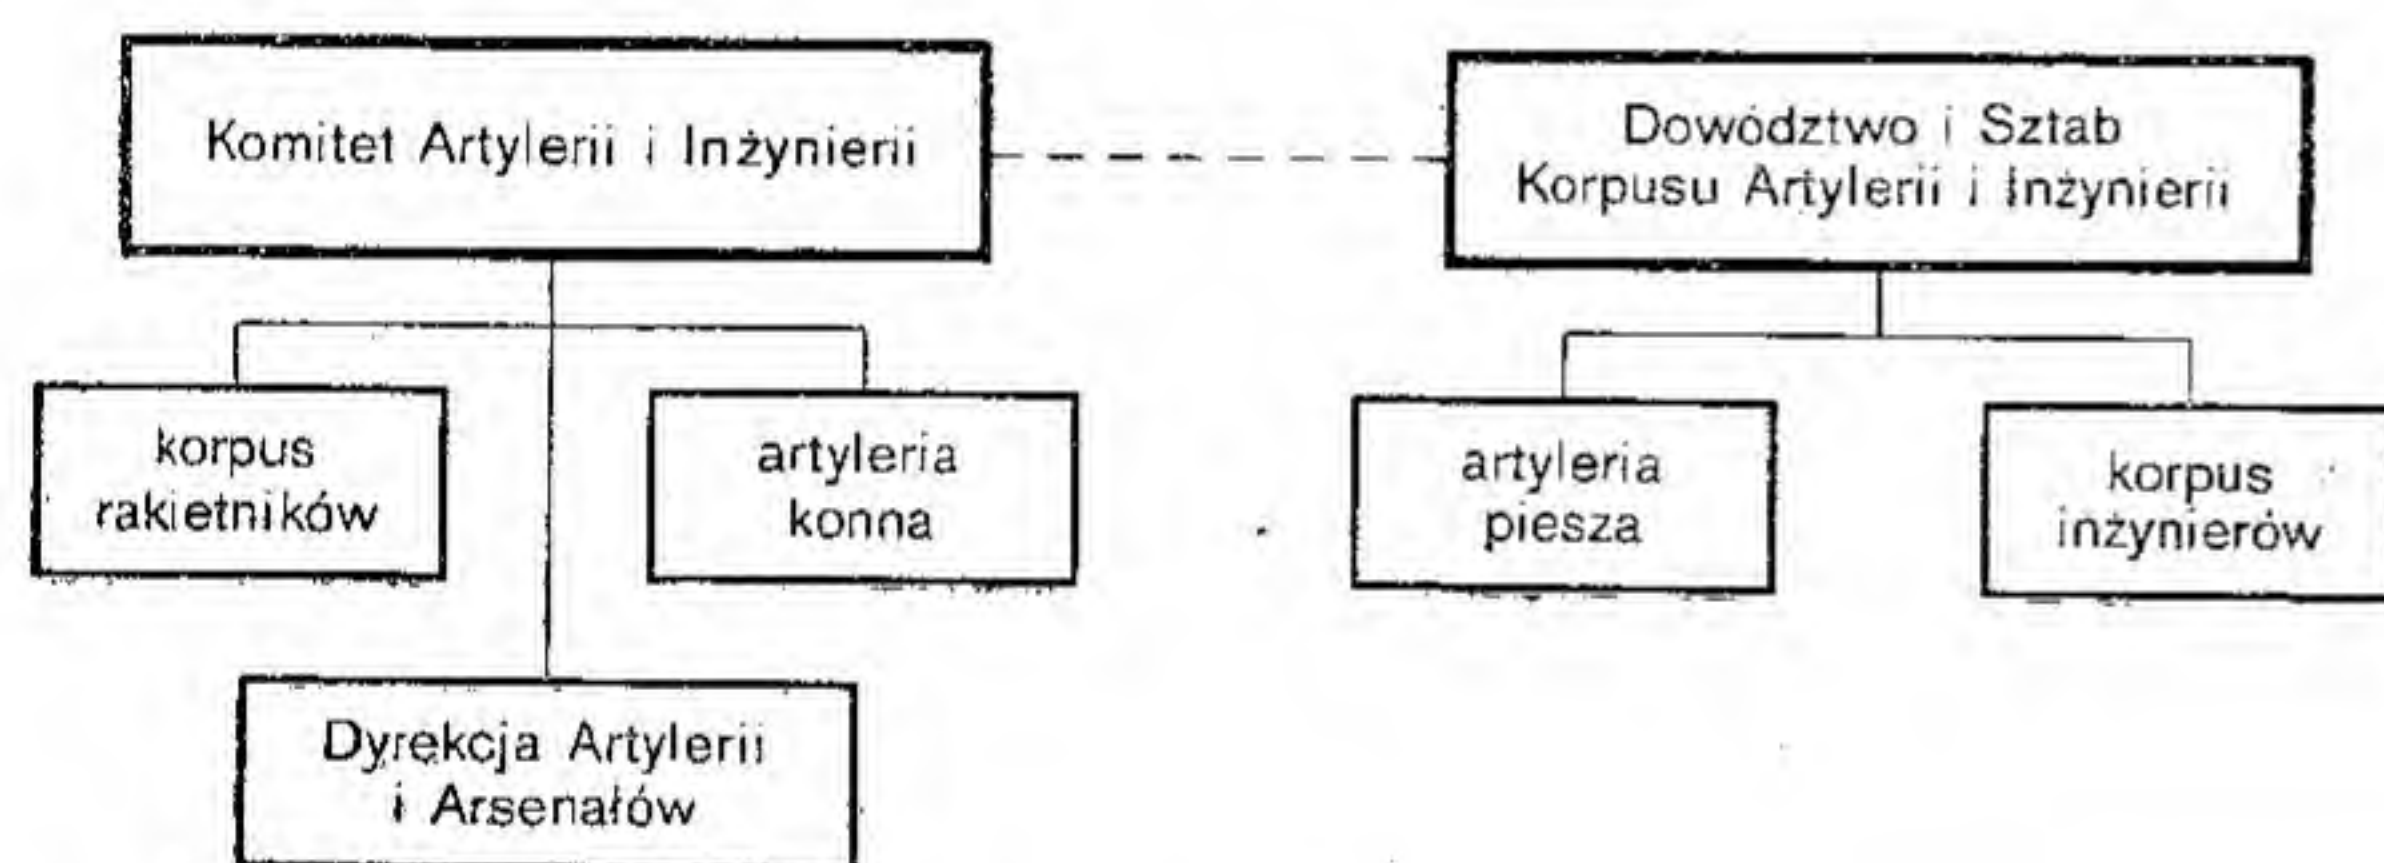 Komitet Artylerii i Inżynierii
Dowództwo i Sztab
Korpusu Artylerii i Inżynierii
korpus
rakietników
artyleria
konna
artyleria
piesza
korpus
inżynierów
Dyrekcja Artylerii
i Arsenałów